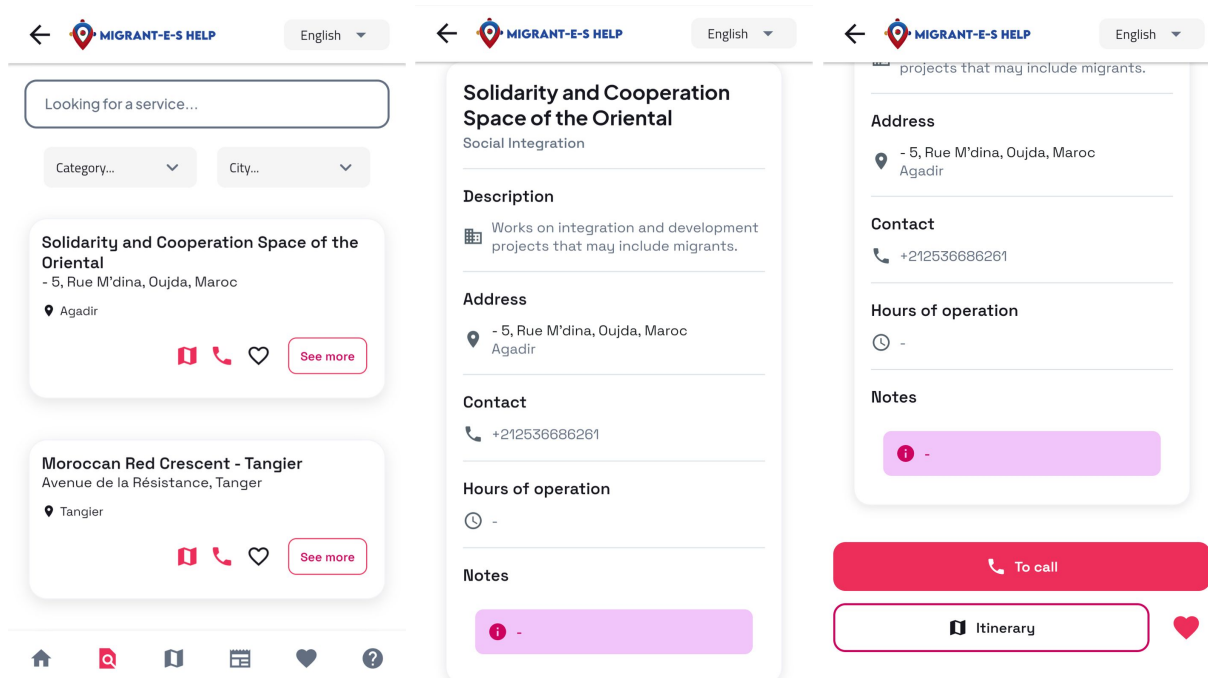 MIGRANT-E-S HELP
English
Looking for a service...
Category...
City...
Solidarity and Cooperation Space of the
Oriental
- 5, Rue M'dina, Oujda, Maroc
Agadir
See more
Moroccan Red Crescent - Tangier
Avenue de la Résistance, Tanger
Tangier
See more
MIGRANT-E-S HELP
English
Solidarity and Cooperation
Space of the Oriental
Social Integration
Description
Works on integration and development
projects that may include migrants.
Address
- 5, Rue M'dina, Oujda, Maroc
Agadir
Contact
+212536686261
Hours of operation
-
Notes
-
MIGRANT-E-S HELP
English
projects that may include migrants.
Address
- 5, Rue M'dina, Oujda, Maroc
Agadir
Contact
+212536686261
Hours of operation
-
Notes
-
To call
Itinerary